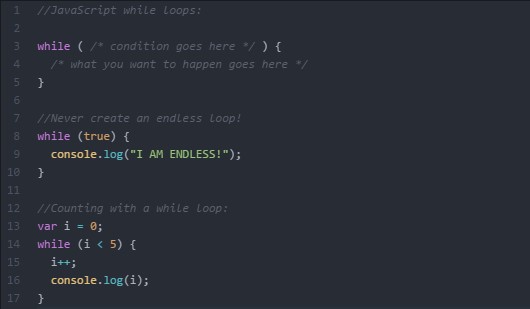 1 //JavaScript while loops:
2
3 while ( /* condition goes here */ ) {
4   /* what you want to happen goes here */
5 }
6
7 //Never create an endless loop!
8 while (true) {
9   console.log("I AM ENDLESS!");
10 }
11
12 //Counting with a while loop:
13 var i = 0;
14 while (i < 5) {
15   i++;
16   console.log(i);
17 }